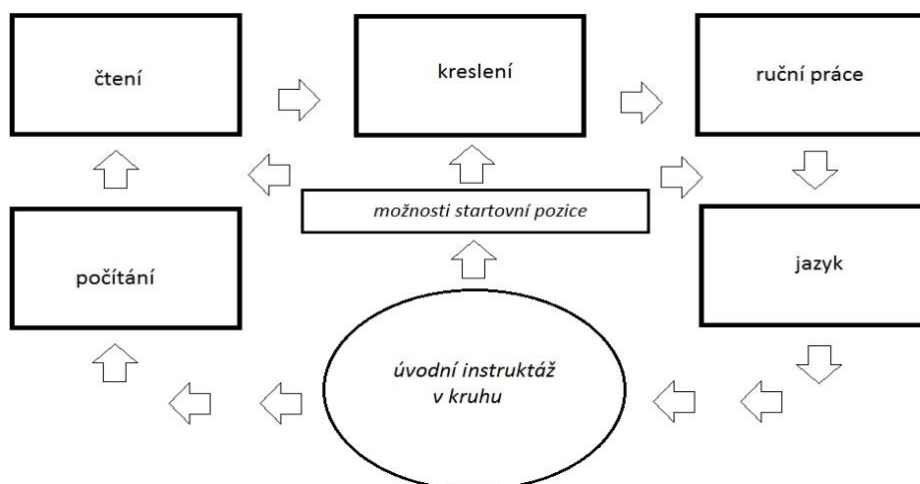 čtení
kreslení
ruční práce
možnosti startovní pozice
počítání
jazyk
úvodní instruktáž
v kruhu